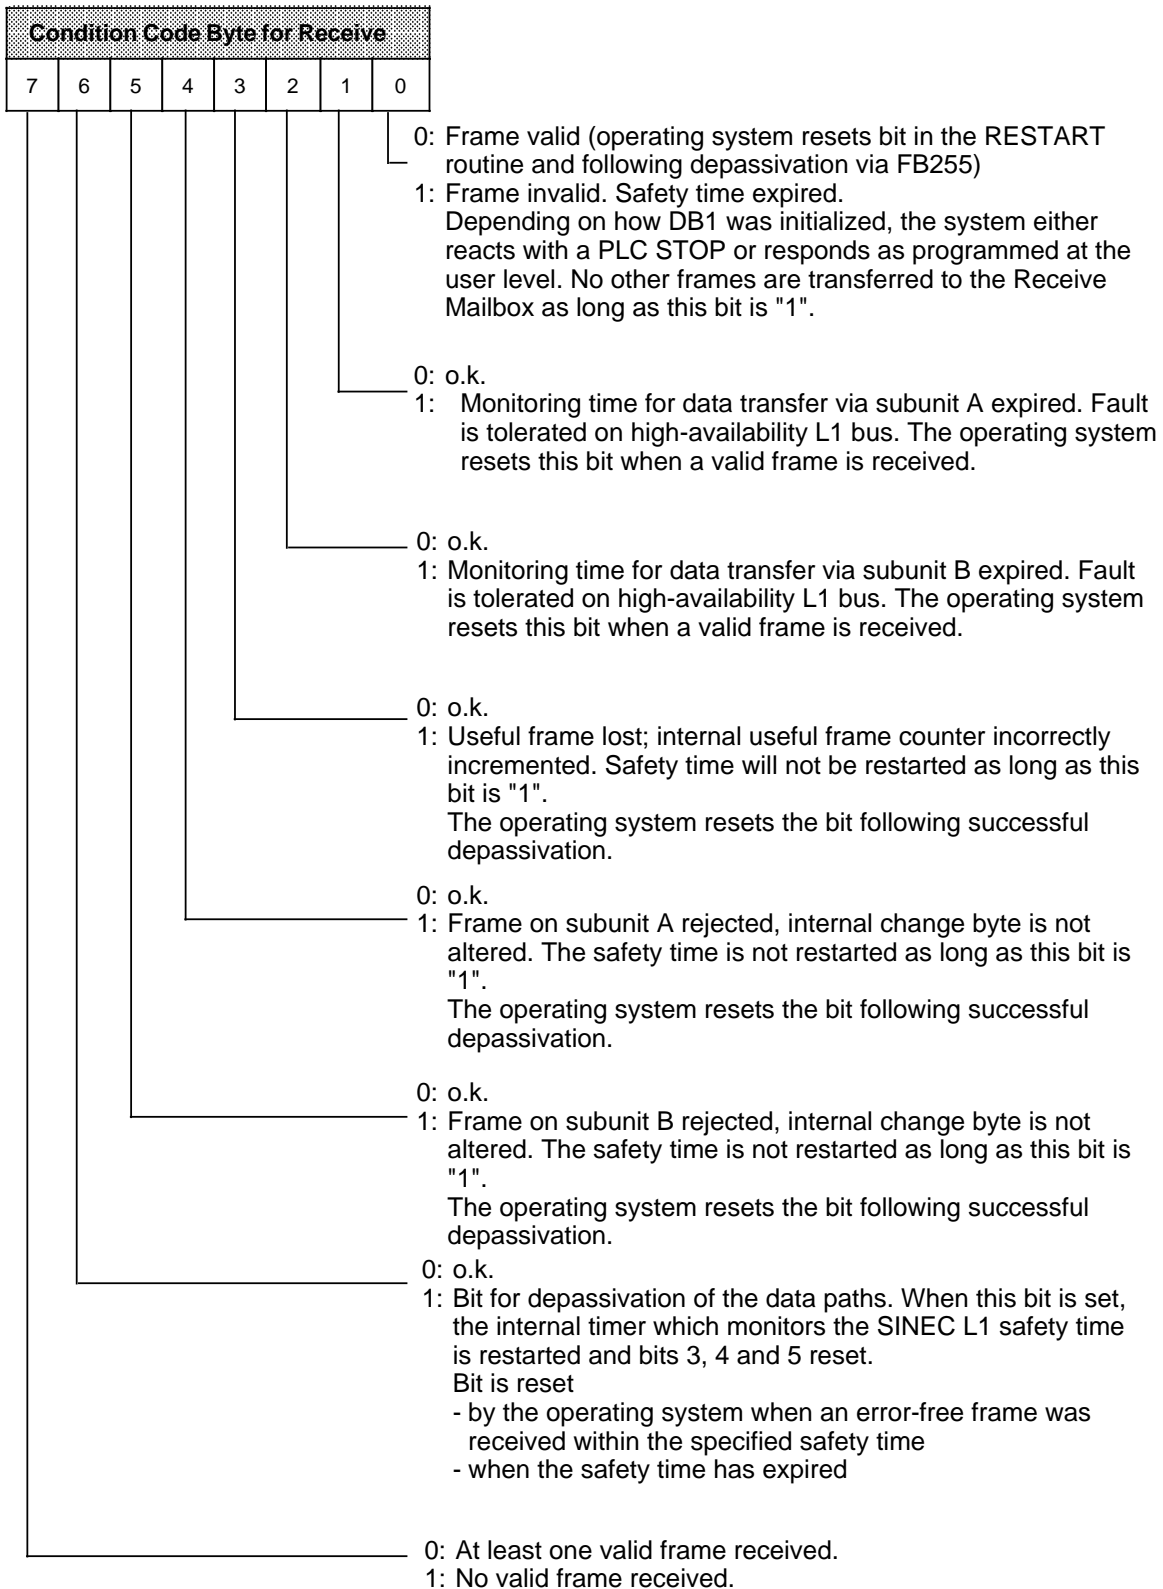 Condition Code Byte for Receive
7 6 5 4 3 2 1 0
0: Frame valid (operating system resets bit in the RESTART
routine and following depassivation via FB255)
1: Frame invalid. Safety time expired.
Depending on how DB1 was initialized, the system either
reacts with a PLC STOP or responds as programmed at the
user level. No other frames are transferred to the Receive
Mailbox as long as this bit is "1".
0: o.k.
1: Monitoring time for data transfer via subunit A expired. Fault
is tolerated on high-availability L1 bus. The operating system
resets this bit when a valid frame is received.
0: o.k.
1: Monitoring time for data transfer via subunit B expired. Fault
is tolerated on high-availability L1 bus. The operating system
resets this bit when a valid frame is received.
0: o.k.
1: Useful frame lost; internal useful frame counter incorrectly
incremented. Safety time will not be restarted as long as this
bit is "1".
The operating system resets the bit following successful
depassivation.
0: o.k.
1: Frame on subunit A rejected, internal change byte is not
altered. The safety time is not restarted as long as this bit is
"1".
The operating system resets the bit following successful
depassivation.
0: o.k.
1: Frame on subunit B rejected, internal change byte is not
altered. The safety time is not restarted as long as this bit is
"1".
The operating system resets the bit following successful
depassivation.
0: o.k.
1: Bit for depassivation of the data paths. When this bit is set,
the internal timer which monitors the SINEC L1 safety time
is restarted and bits 3, 4 and 5 reset.
Bit is reset
- by the operating system when an error-free frame was
received within the specified safety time
- when the safety time has expired
0: At least one valid frame received.
1: No valid frame received.